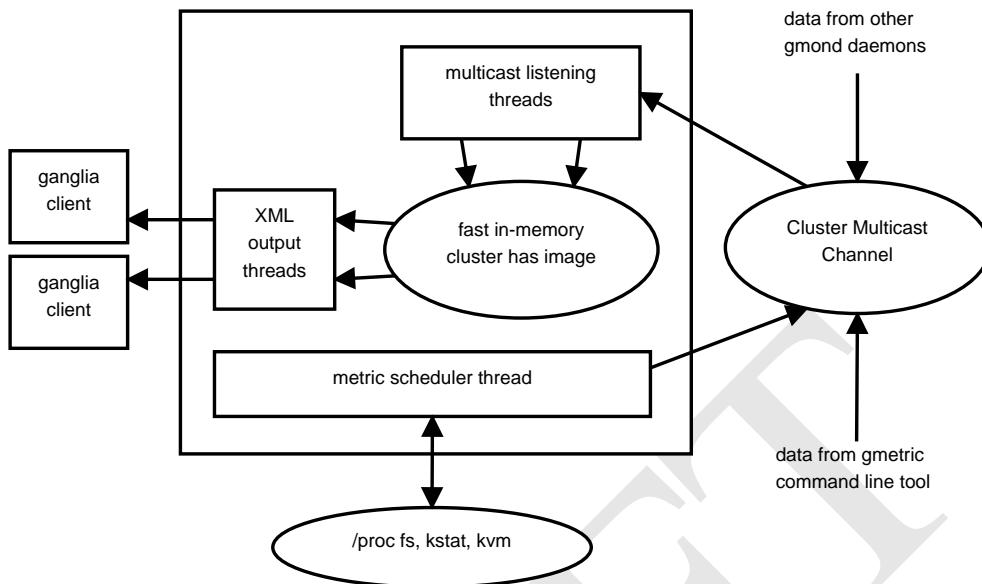 data from other
gmond daemons
multicast listening
threads
ganglia
client
XML
output
threads
fast in-memory
cluster has image
Cluster Multicast
Channel
ganglia
client
metric scheduler thread
data from gmetric
command line tool
/proc fs, kstat, kvm